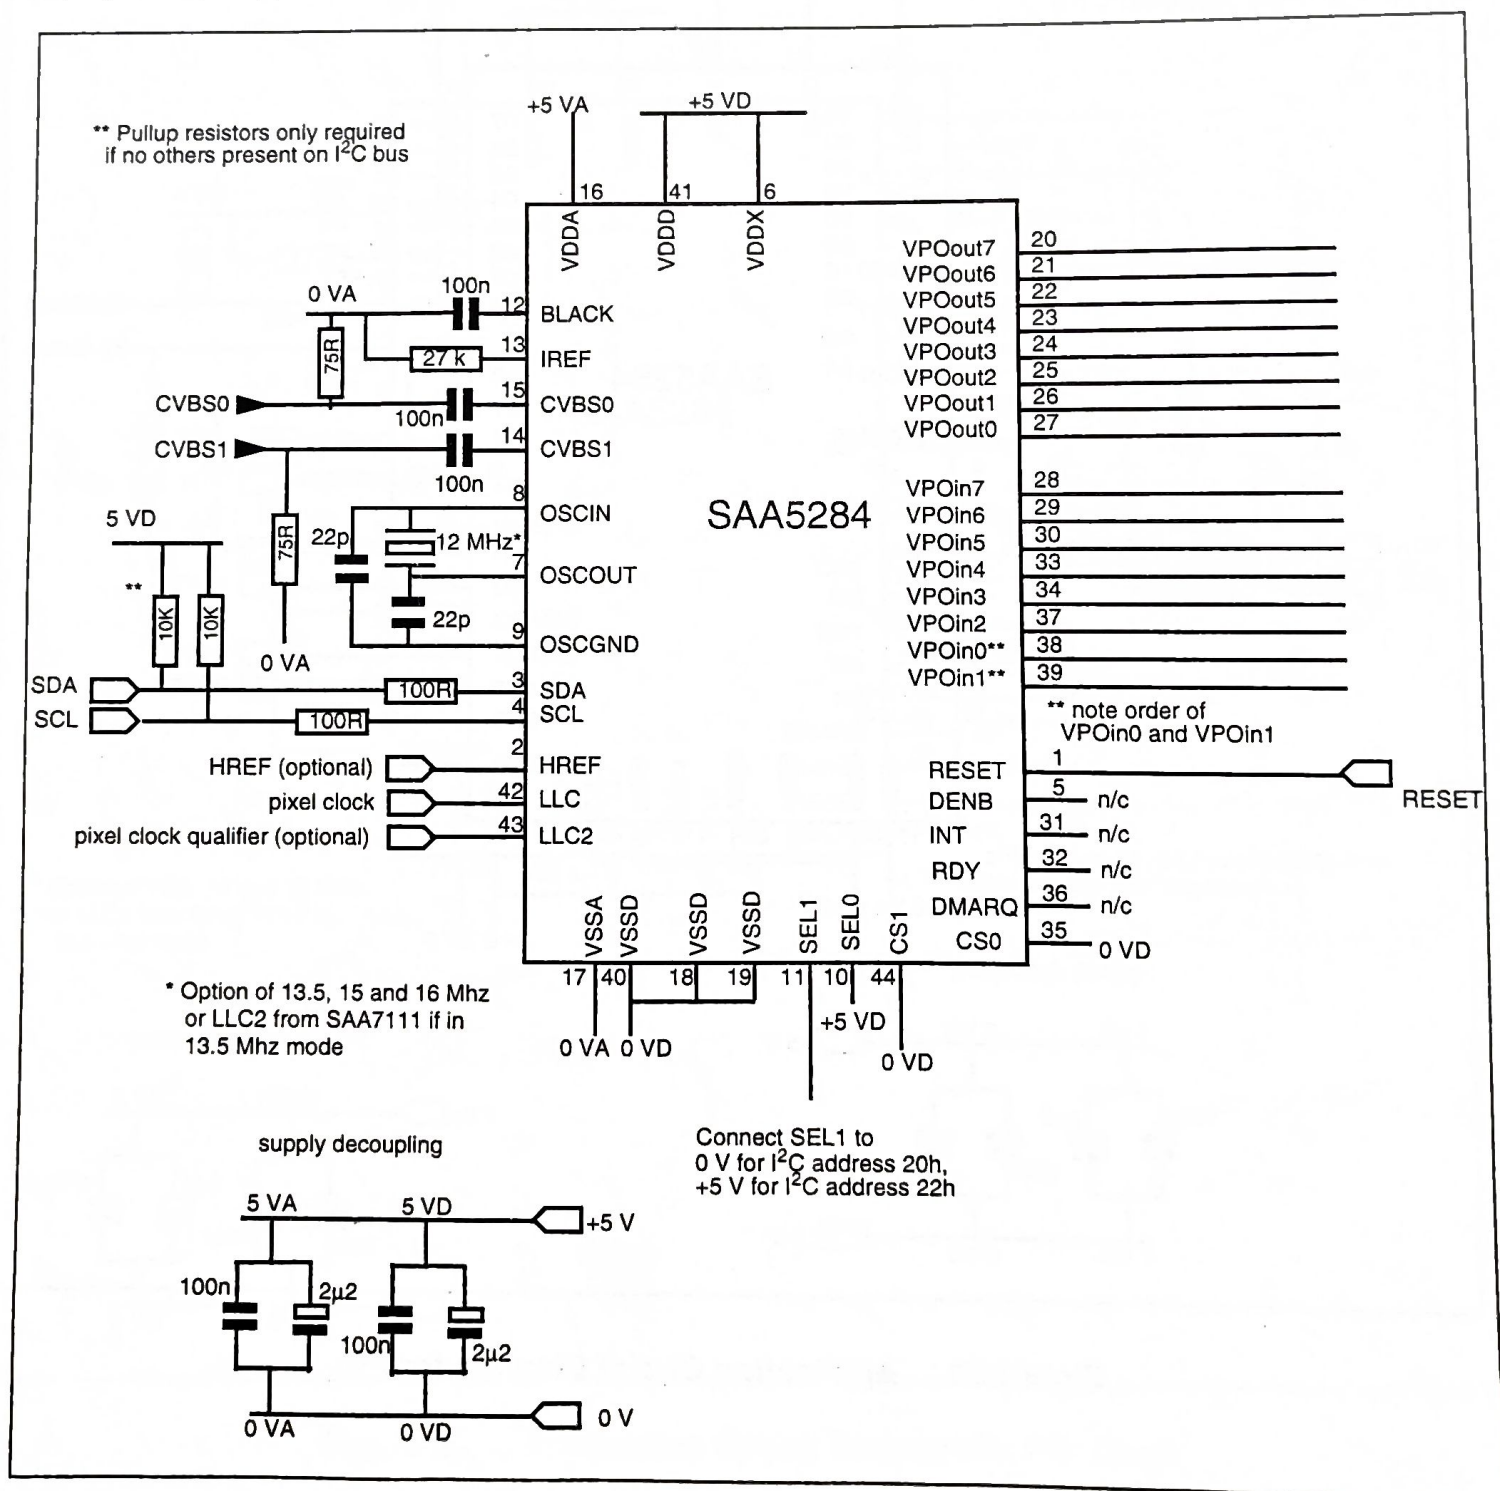 +5 VA
+5 VD
** Pullup resistors only required
if no others present on I²C bus
16
41
6
VDDA
VDDD
VDDX
0 VA
100n
12
BLACK
75R
27 k
13
IREF
CVBS0
100n
15
CVBS0
CVBS1
100n
14
CVBS1
8
OSCIN
5 VD
75R
22p
12 MHz*
7
OSCOUT
**
10K
10K
22p
9
OSCGND
0 VA
SDA
100R
3
SDA
SCL
100R
4
SCL
HREF (optional)
2
HREF
pixel clock
42
LLC
pixel clock qualifier (optional)
43
LLC2
SAA5284
VPOout7
20
VPOout6
21
VPOout5
22
VPOout4
23
VPOout3
24
VPOout2
25
VPOout1
26
VPOout0
27
VPOin7
28
VPOin6
29
VPOin5
30
VPOin4
33
VPOin3
34
VPOin2
37
VPOin0**
38
VPOin1**
39
** note order of
VPOin0 and VPOin1
RESET
1
RESET
DENB
5
n/c
INT
31
n/c
RDY
32
n/c
DMARQ
36
n/c
CS0
35
0 VD
VSSA
VSSD
VSSD
VSSD
SEL1
SEL0
CS1
17
40
18
19
11
10
44
0 VA
0 VD
+5 VD
0 VD
* Option of 13.5, 15 and 16 Mhz
or LLC2 from SAA7111 if in
13.5 Mhz mode
Connect SEL1 to
0 V for I²C address 20h,
+5 V for I²C address 22h
supply decoupling
5 VA
5 VD
+5 V
100n
2µ2
100n
2µ2
0 VA
0 VD
0 V